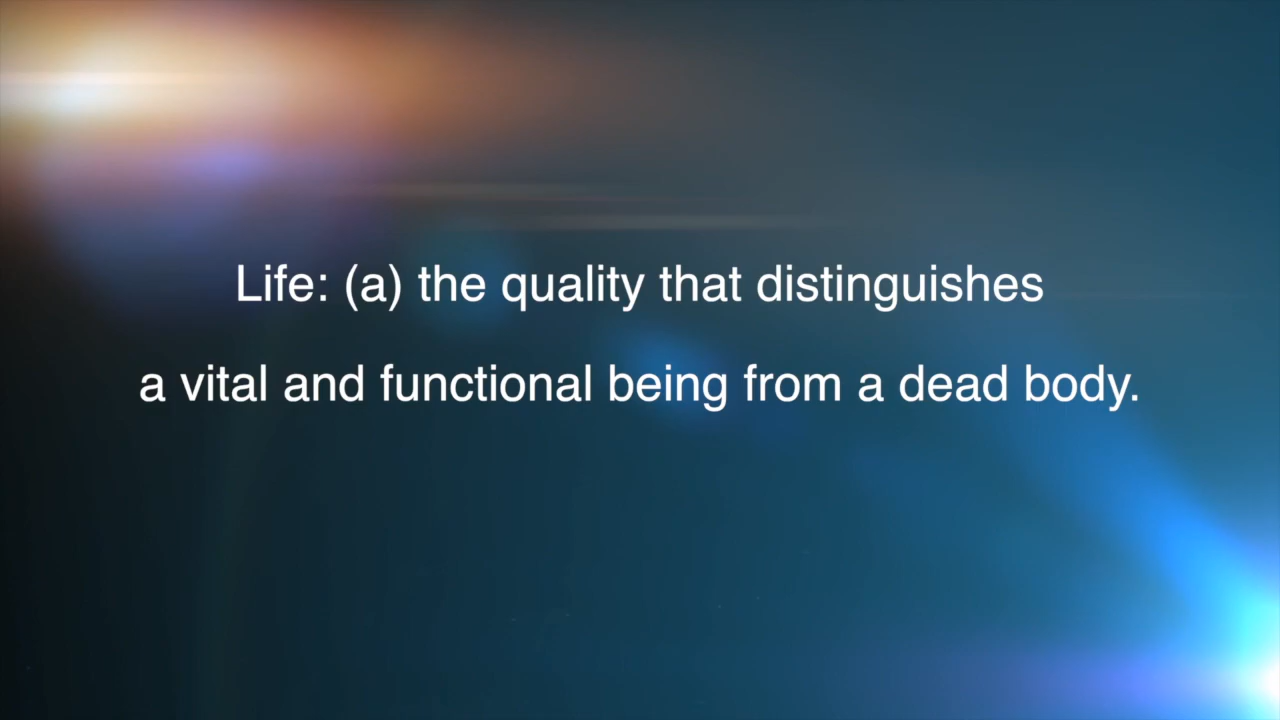 Life: (a) the quality that distinguishes
a vital and functional being from a dead body.